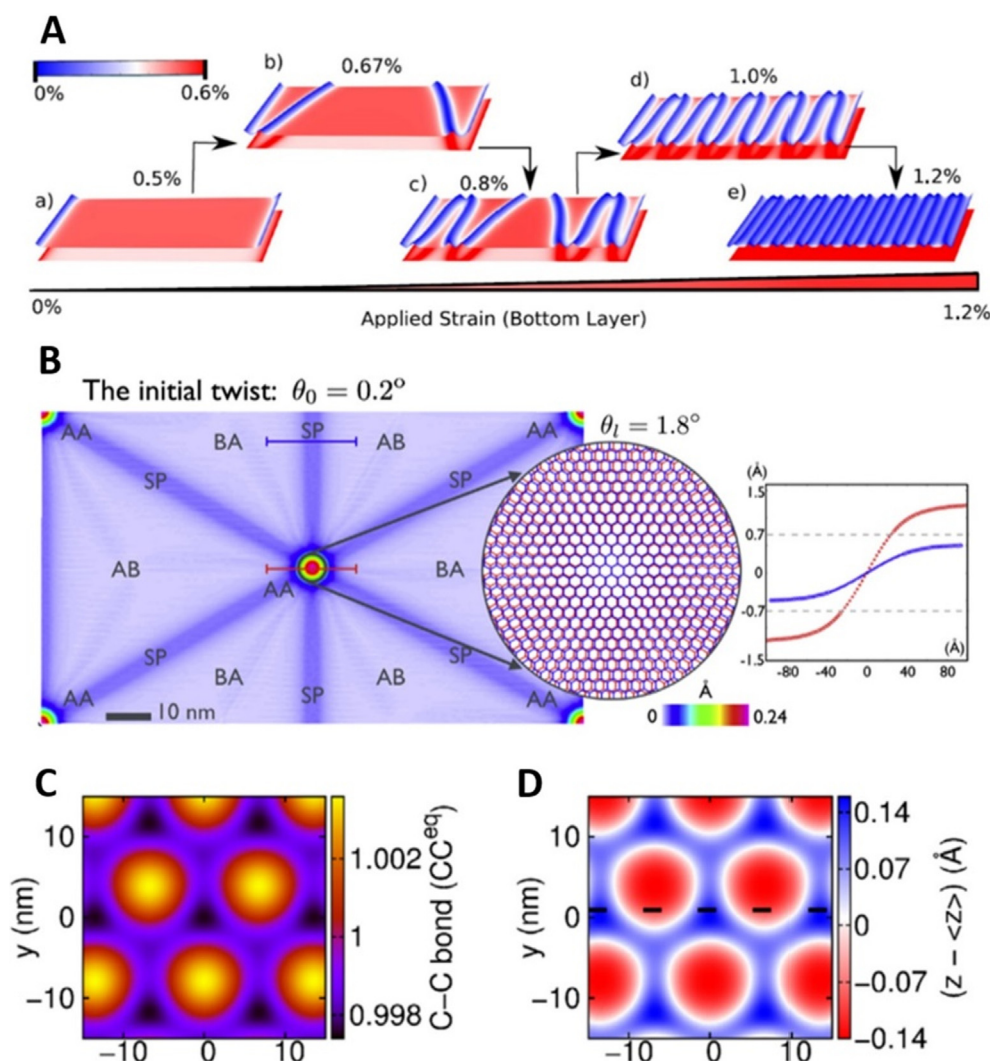 A
0% 0.6%
a) 0.5%
b) 0.67%
c) 0.8%
d) 1.0%
e) 1.2%
0% 1.2%
Applied Strain (Bottom Layer)
B
The initial twist: θ₀ = 0.2°
θₗ = 1.8°
AA BA SP AB AA
SP SP
AB AA BA
SP SP
AA BA SP AB AA
10 nm
Å
0 0.24
(Å)
1.5
0.7
0
-0.7
-1.5
-80 -40 0 40 80
(Å)
C
y (nm)
10
0
−10
−10 0 10
1.002
1
0.998
C−C bond (CC^eq)
D
y (nm)
10
0
−10
−10 0 10
0.14
0.07
0
−0.07
−0.14
(z − <z>) (Å)